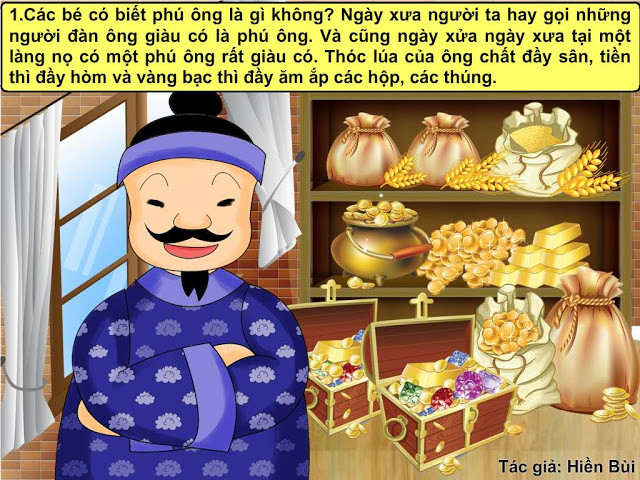 1.Các bé có biết phú ông là gì không? Ngày xưa người ta hay gọi những
người đàn ông giàu có là phú ông. Và cũng ngày xửa ngày xưa tại một
làng nọ có một phú ông rất giàu có. Thóc lúa của ông chất đầy sân, tiền
thì đầy hòm và vàng bạc thì đầy ăm ắp các hộp, các thúng.
Tác giả: Hiền Bùi